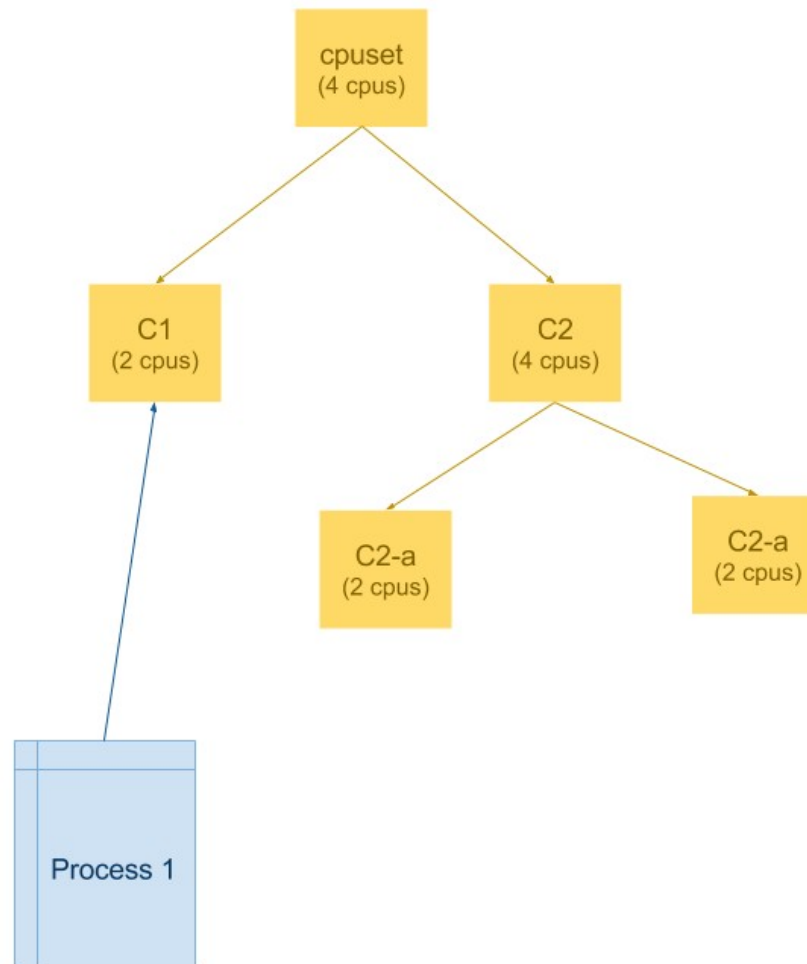 cpuset
(4 cpus)
C1
(2 cpus)
C2
(4 cpus)
C2-a
(2 cpus)
C2-a
(2 cpus)
Process 1